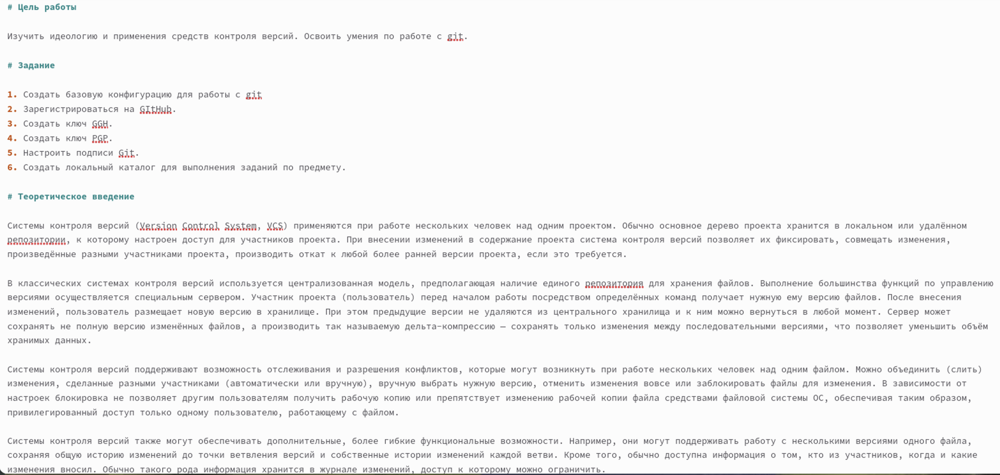 # Цель работы
Изучить идеологию и применения средств контроля версий. Освоить умения по работе с git.
# Задание
1. Создать базовую конфигурацию для работы с git
2. Зарегистрироваться на GItHub.
3. Создать ключ GGH.
4. Создать ключ PGP.
5. Настроить подписи Git.
6. Создать локальный каталог для выполнения заданий по предмету.
# Теоретическое введение
Системы контроля версий (Version Control System, VCS) применяются при работе нескольких человек над одним проектом. Обычно основное дерево проекта хранится в локальном или удалённом
репозитории, к которому настроен доступ для участников проекта. При внесении изменений в содержание проекта система контроля версий позволяет их фиксировать, совмещать изменения,
произведённые разными участниками проекта, производить откат к любой более ранней версии проекта, если это требуется.
В классических системах контроля версий используется централизованная модель, предполагающая наличие единого репозитория для хранения файлов. Выполнение большинства функций по управлению
версиями осуществляется специальным сервером. Участник проекта (пользователь) перед началом работы посредством определённых команд получает нужную ему версию файлов. После внесения
изменений, пользователь размещает новую версию в хранилище. При этом предыдущие версии не удаляются из центрального хранилища и к ним можно вернуться в любой момент. Сервер может
сохранять не полную версию изменённых файлов, а производить так называемую дельта-компрессию — сохранять только изменения между последовательными версиями, что позволяет уменьшить объём
хранимых данных.
Системы контроля версий поддерживают возможность отслеживания и разрешения конфликтов, которые могут возникнуть при работе нескольких человек над одним файлом. Можно объединить (слить)
изменения, сделанные разными участниками (автоматически или вручную), вручную выбрать нужную версию, отменить изменения вовсе или заблокировать файлы для изменения. В зависимости от
настроек блокировка не позволяет другим пользователям получить рабочую копию или препятствует изменению рабочей копии файла средствами файловой системы ОС, обеспечивая таким образом,
привилегированный доступ только одному пользователю, работающему с файлом.
Системы контроля версий также могут обеспечивать дополнительные, более гибкие функциональные возможности. Например, они могут поддерживать работу с несколькими версиями одного файла,
сохраняя общую историю изменений до точки ветвления версий и собственные истории изменений каждой ветви. Кроме того, обычно доступна информация о том, кто из участников, когда и какие
изменения вносил. Обычно такого рода информация хранится в журнале изменений, доступ к которому можно ограничить.